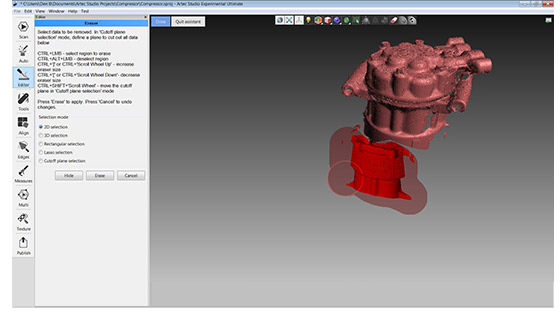 * C:\Users\Den B\Documents\Artec Studio Projects\Compressor\Compressor.sproj - Artec Studio Experimental Ultimate
File Edit View Window Help Test
Editor
Eraser
Done
Quit assistant
Scan
Auto
Editor
Tools
Align
Edges
Measures
Multi
Texture
Publish
Select data to be removed. In 'Cutoff plane
selection' mode, define a plane to cut out all data
below
CTRL+LMB - select region to erase
CTRL+ALT+LMB - deselect region
CTRL+'[' or CTRL+'Scroll Wheel Up' - decrease
eraser size
CTRL+']' or CTRL+'Scroll Wheel Down' - decrease
eraser size
CTRL+SHIFT+'Scroll Wheel' - move the cutoff
plane in 'Cutoff plane selection' mode
Press 'Erase' to apply. Press 'Cancel' to undo
changes.
Selection mode
2D selection
3D selection
Rectangular selection
Lasso selection
Cutoff plane selection
Hide
Erase
Cancel